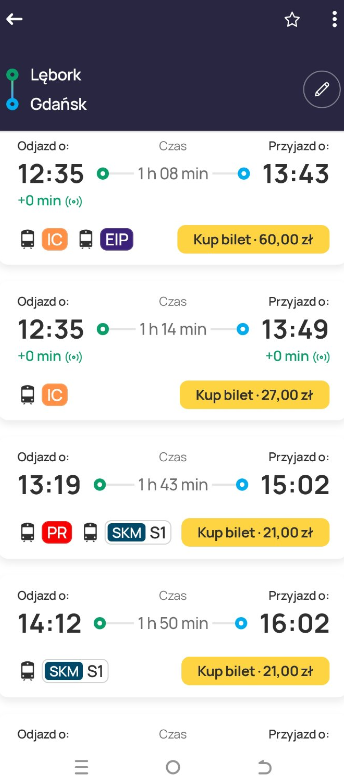 Lębork
Gdańsk
Odjazd o: Czas Przyjazd o:
12:35 1 h 08 min 13:43
+0 min
IC EIP Kup bilet · 60,00 zł
Odjazd o: Czas Przyjazd o:
12:35 1 h 14 min 13:49
+0 min +0 min
IC Kup bilet · 27,00 zł
Odjazd o: Czas Przyjazd o:
13:19 1 h 43 min 15:02
PR SKM S1 Kup bilet · 21,00 zł
Odjazd o: Czas Przyjazd o:
14:12 1 h 50 min 16:02
SKM S1 Kup bilet · 21,00 zł
Odjazd o: Czas Przyjazd o: